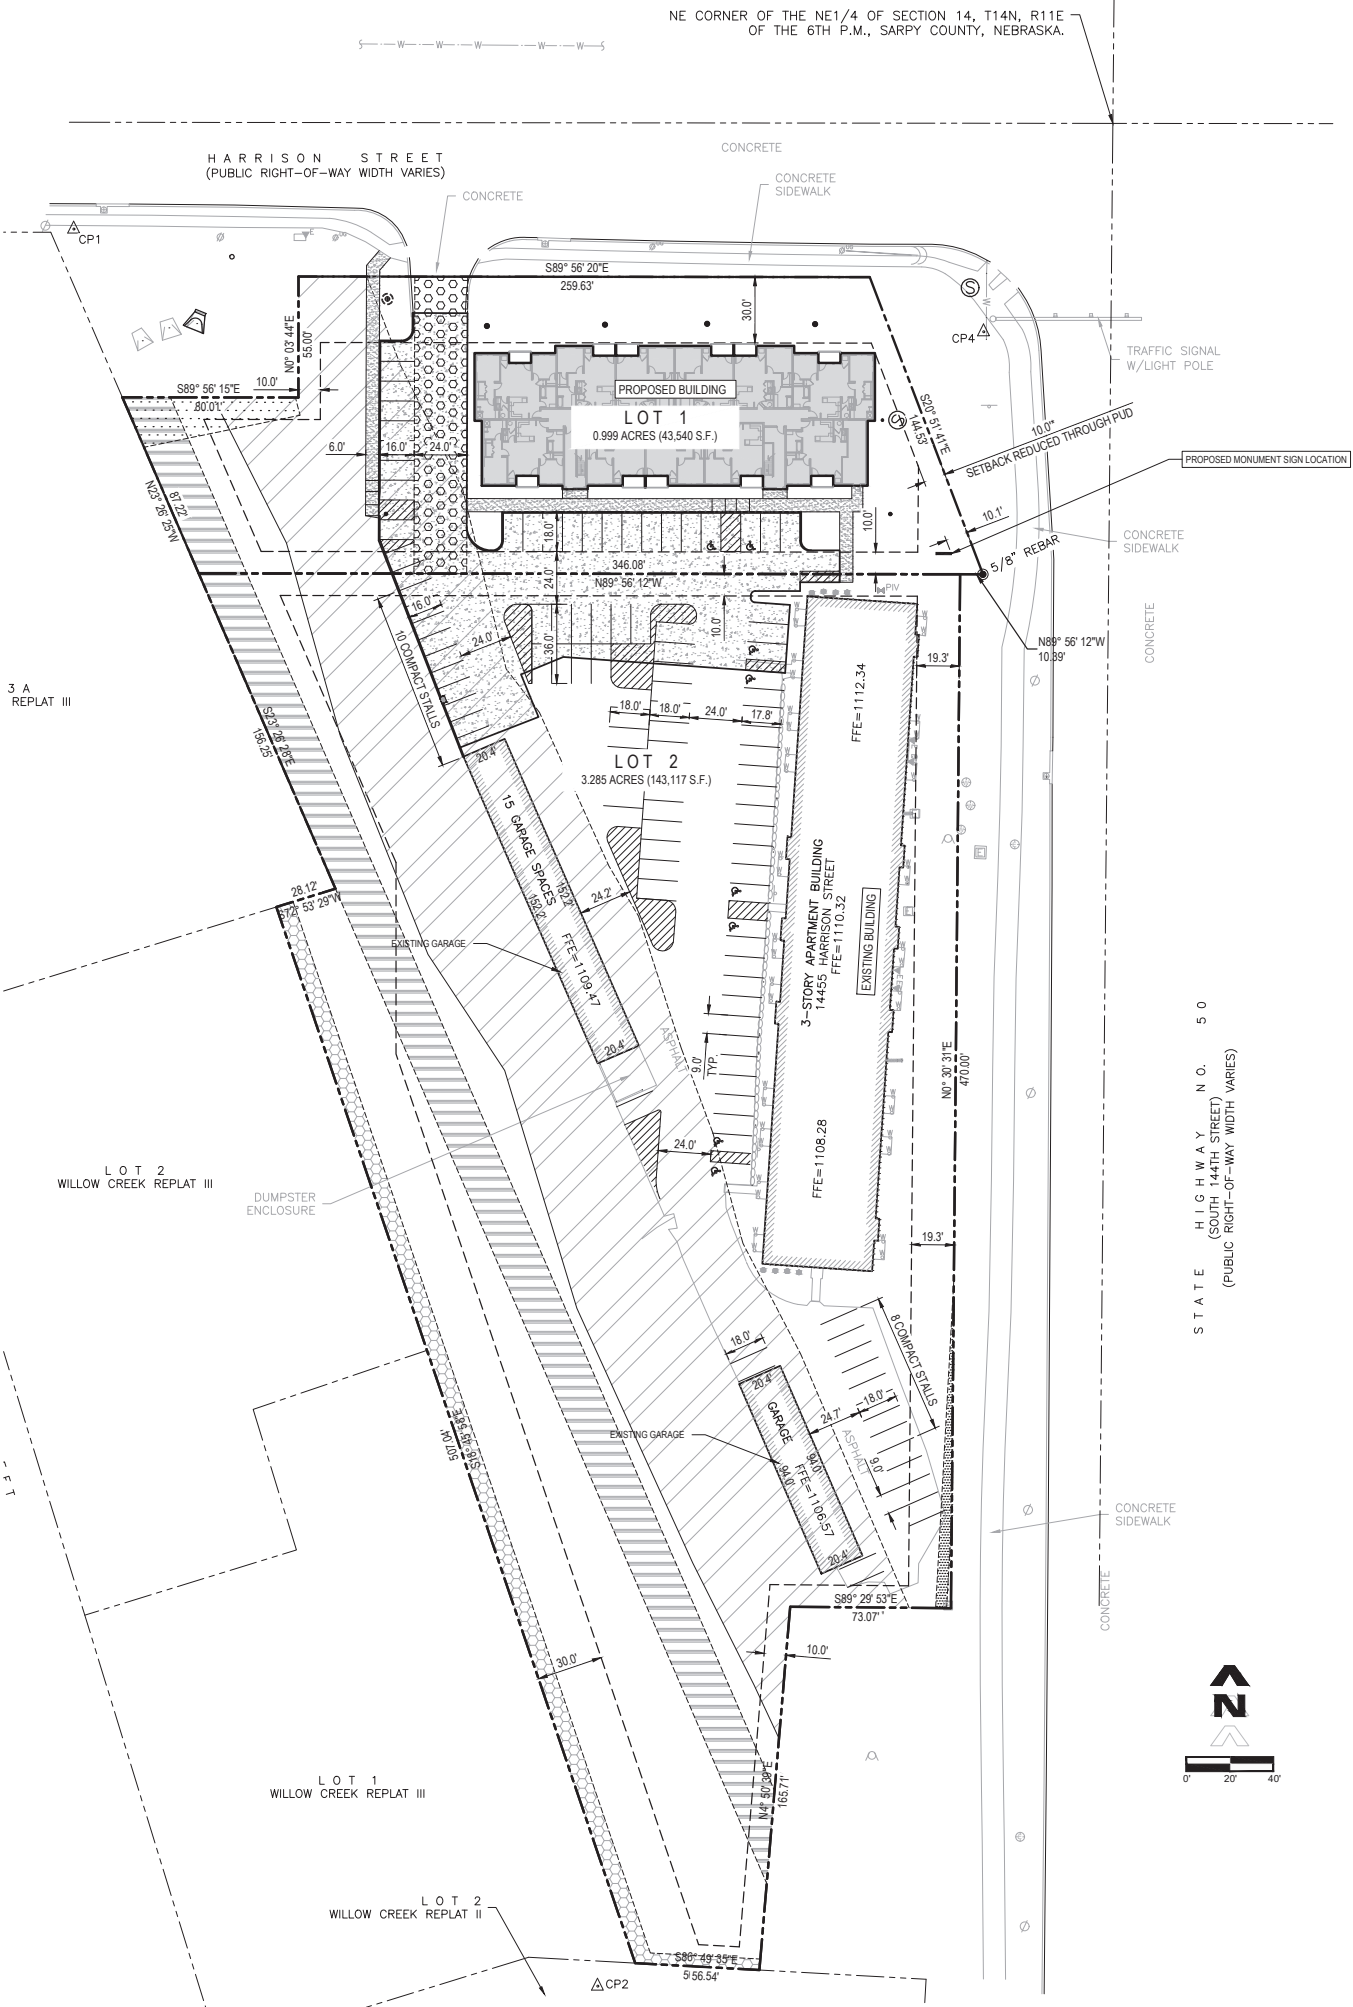 NE CORNER OF THE NE1/4 OF SECTION 14, T14N, R11E
OF THE 6TH P.M., SARPY COUNTY, NEBRASKA.
W W W W W
HARRISON STREET
(PUBLIC RIGHT-OF-WAY WIDTH VARIES)
CONCRETE
CONCRETE
SIDEWALK
CONCRETE
CP1
S89° 56' 20"E
259.63'
30.0'
S
CP4
TRAFFIC SIGNAL
W/LIGHT POLE
N0° 03' 44"E
55.00'
S89° 56' 15"E
80.01'
10.0'
PROPOSED BUILDING
LOT 1
0.999 ACRES (43,540 S.F.)
S
S20° 51' 41"E
144.53'
10.0'
SETBACK REDUCED THROUGH PUD
PROPOSED MONUMENT SIGN LOCATION
6.0'
16.0'
24.0'
N23° 26' 25"W
87.22'
18.0'
10.0'
10.1'
CONCRETE
SIDEWALK
5/8" REBAR
346.08'
N89° 56' 12"W
24.0'
PIV
16.0'
24.0'
36.0'
10.0'
10 COMPACT STALLS
N89° 56' 12"W
10.39'
CONCRETE
19.3'
3 A
REPLAT III
FFE=1112.34
18.0'
18.0'
24.0'
17.8'
S23° 26' 28"E
156.25'
LOT 2
3.285 ACRES (143,117 S.F.)
20.4'
15 GARAGE SPACES
152.2'
152.2'
FFE=1109.47
24.2'
28.12'
S72° 53' 29"W
EXISTING GARAGE
3-STORY APARTMENT BUILDING
14455 HARRISON STREET
FFE=1110.32
EXISTING BUILDING
20.4'
ASPHALT
9.0'
TYP.
N0° 30' 31"E
470.00'
STATE HIGHWAY NO. 50
(SOUTH 144TH STREET)
(PUBLIC RIGHT-OF-WAY WIDTH VARIES)
24.0'
FFE=1108.28
LOT 2
WILLOW CREEK REPLAT III
DUMPSTER
ENCLOSURE
19.3'
18.0'
8 COMPACT STALLS
20.4'
GARAGE
94.0'
94.0'
FFE=1106.57
24.7'
18.0'
ASPHALT
9.0'
EXISTING GARAGE
507.04'
CONCRETE
SIDEWALK
20.4'
CONCRETE
S89° 29' 53"E
73.07'
10.0'
30.0'
N
0' 20' 40'
N4° 50' 39"E
165.71'
LOT 1
WILLOW CREEK REPLAT III
LOT 2
WILLOW CREEK REPLAT II
56.54'
CP2